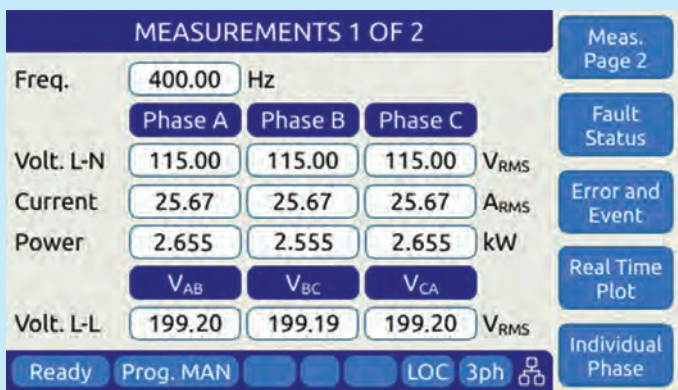 MEASUREMENTS 1 OF 2
Freq. 400.00 Hz
Phase A Phase B Phase C
Volt. L-N 115.00 115.00 115.00 VRMS
Current 25.67 25.67 25.67 ARMS
Power 2.655 2.555 2.655 kW
VAB VBC VCA
Volt. L-L 199.20 199.19 199.20 VRMS
Ready Prog. MAN LOC 3ph
Meas.
Page 2
Fault
Status
Error and
Event
Real Time
Plot
Individual
Phase